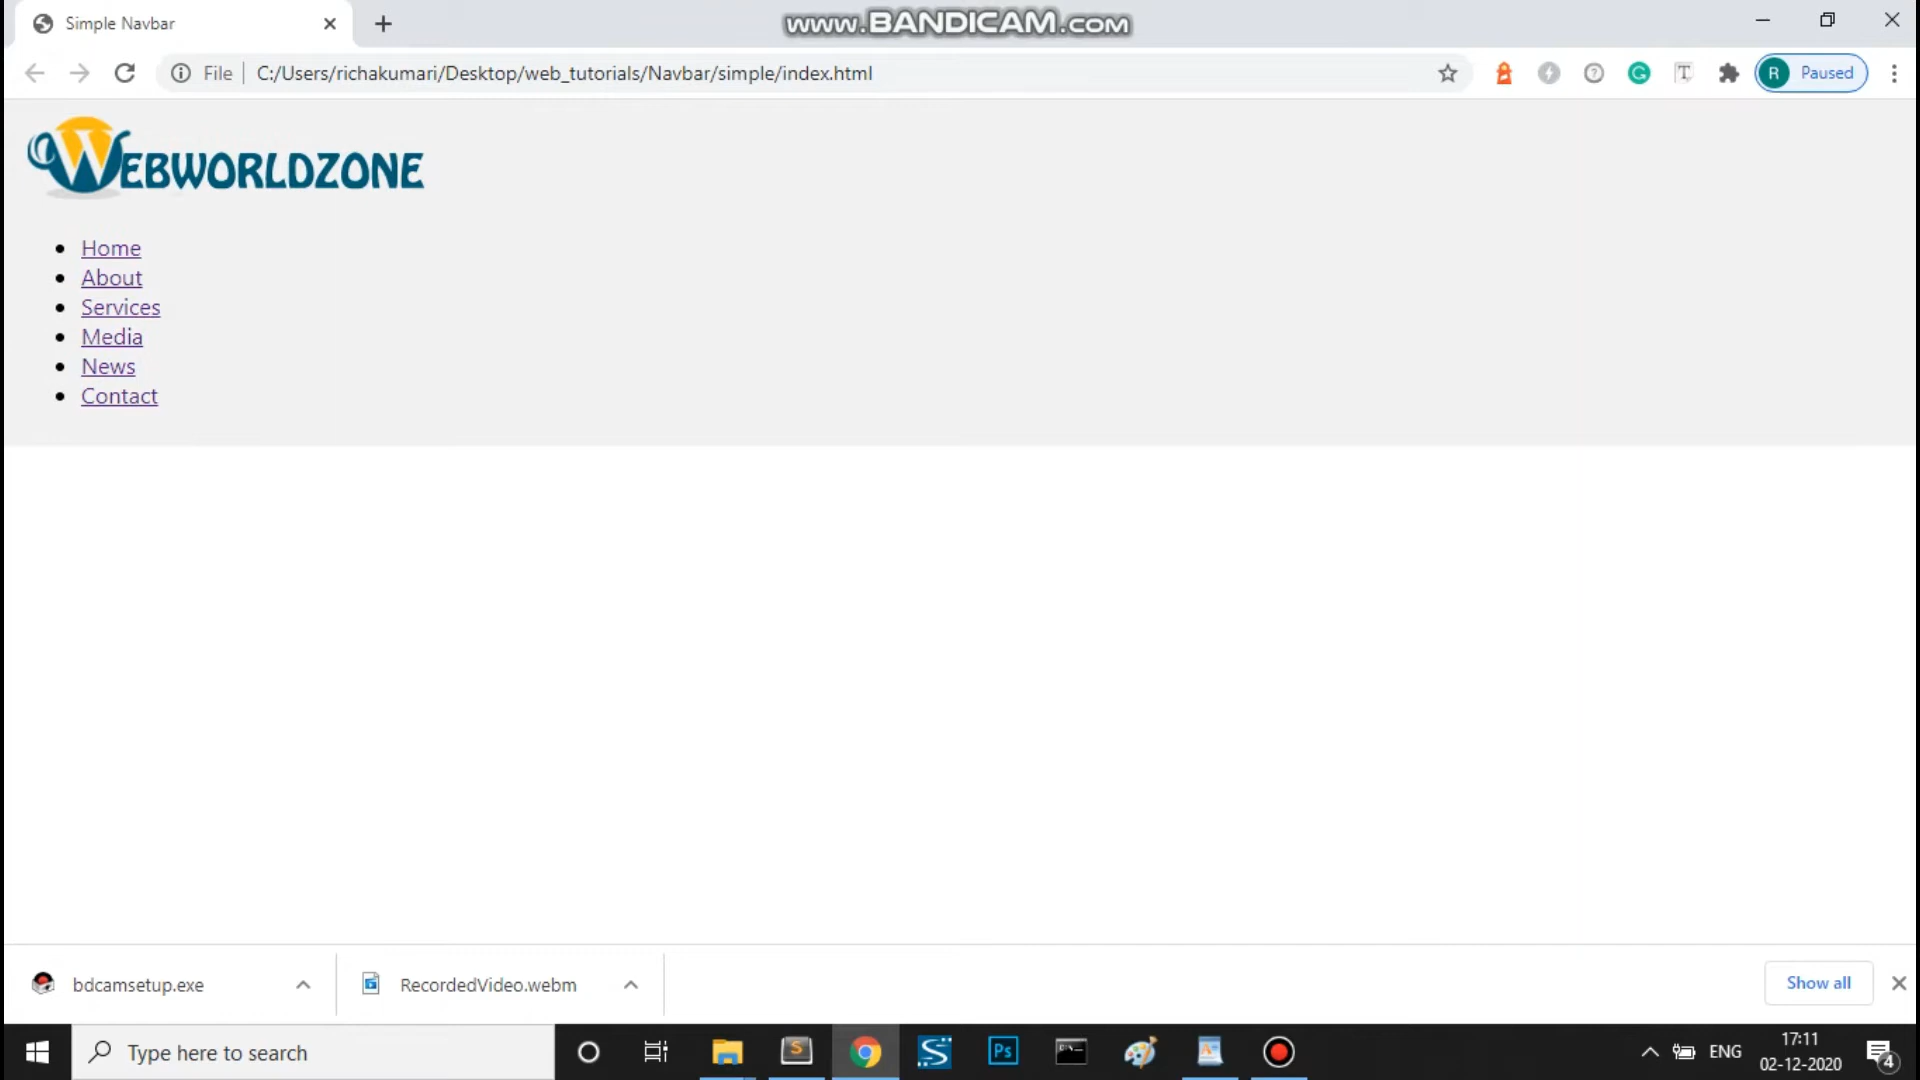 Simple Navbar
www.BANDICAM.com
File
C:/Users/richakumari/Desktop/web_tutorials/Navbar/simple/index.html
R Paused
WEBWORLDZONE
Home
About
Services
Media
News
Contact
bdcamsetup.exe
RecordedVideo.webm
Show all
Type here to search
S
Ps
ENG
17:11
02-12-2020
4